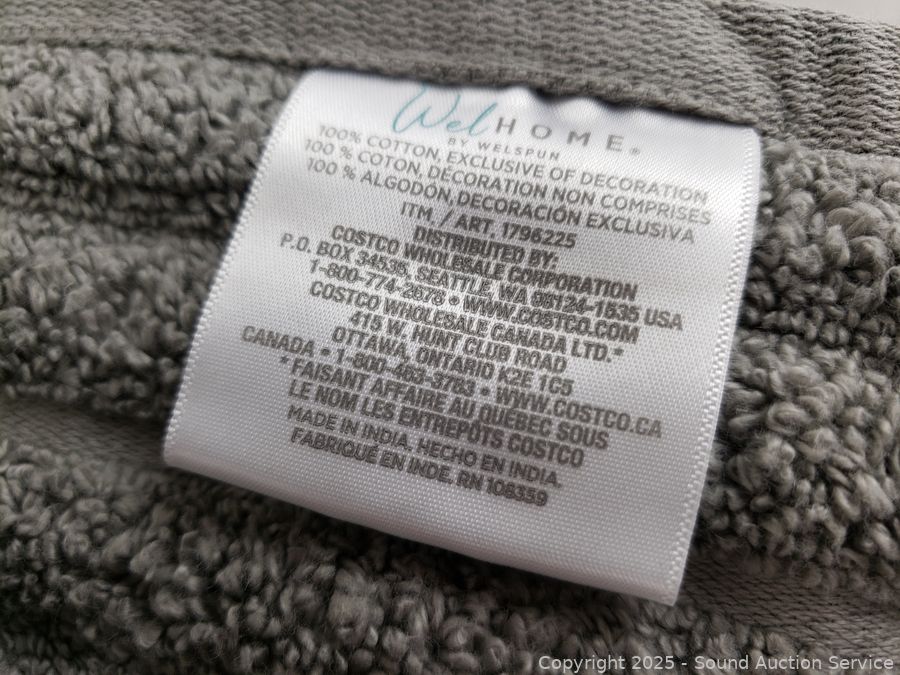 Wel HOME®
BY WELSPUN
100% COTTON, EXCLUSIVE OF DECORATION
100 % COTON, DÉCORATION NON COMPRISES
100 % ALGODÓN, DECORACIÓN EXCLUSIVA
ITM. / ART. 1796225
DISTRIBUTED BY:
COSTCO WHOLESALE CORPORATION
P.O. BOX 34535, SEATTLE, WA 98124-1535 USA
1-800-774-2678 • WWW.COSTCO.COM
COSTCO WHOLESALE CANADA LTD.*
415 W. HUNT CLUB ROAD
OTTAWA, ONTARIO K2E 1C5
CANADA • 1-800-463-3783 • WWW.COSTCO.CA
* FAISANT AFFAIRE AU QUÉBEC SOUS
LE NOM LES ENTREPÔTS COSTCO
MADE IN INDIA. HECHO EN INDIA.
FABRIQUÉ EN INDE. RN 108359
Copyright 2025 - Sound Auction Service